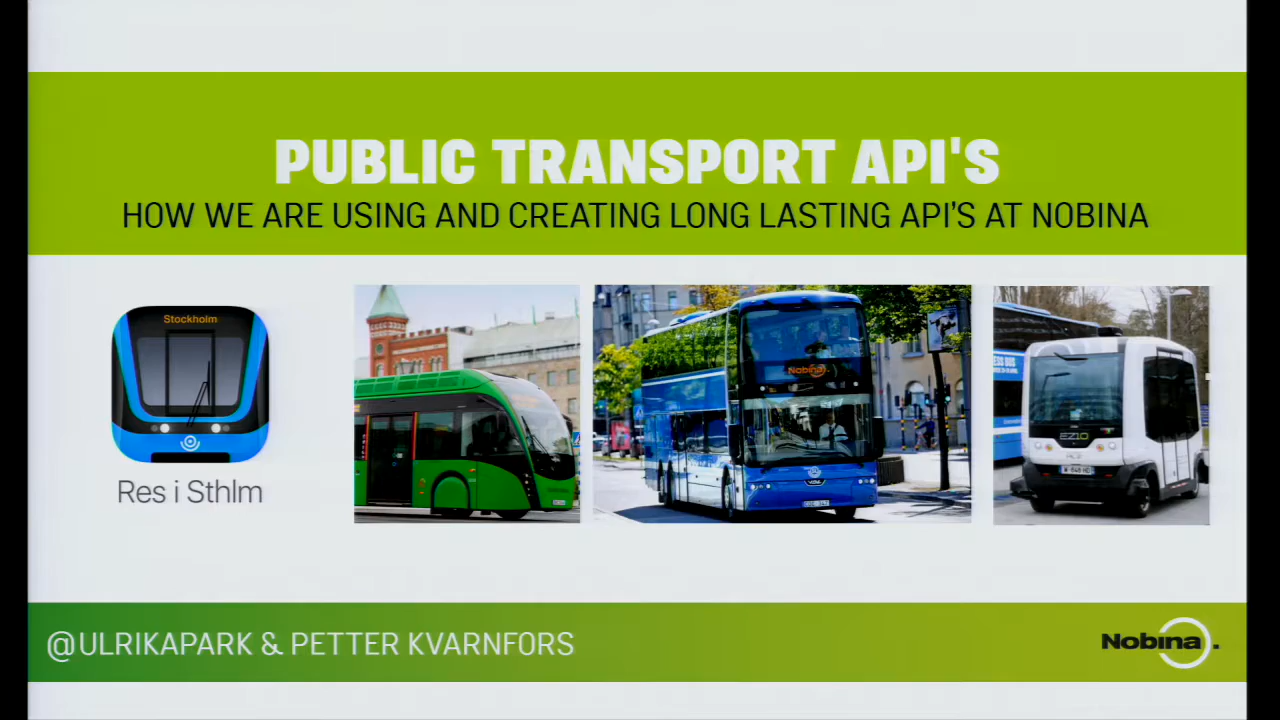 PUBLIC TRANSPORT API'S
HOW WE ARE USING AND CREATING LONG LASTING API'S AT NOBINA
Stockholm
Res i Sthlm
Nobina
EZ10
@ULRIKAPARK & PETTER KVARNFORS
Nobina.